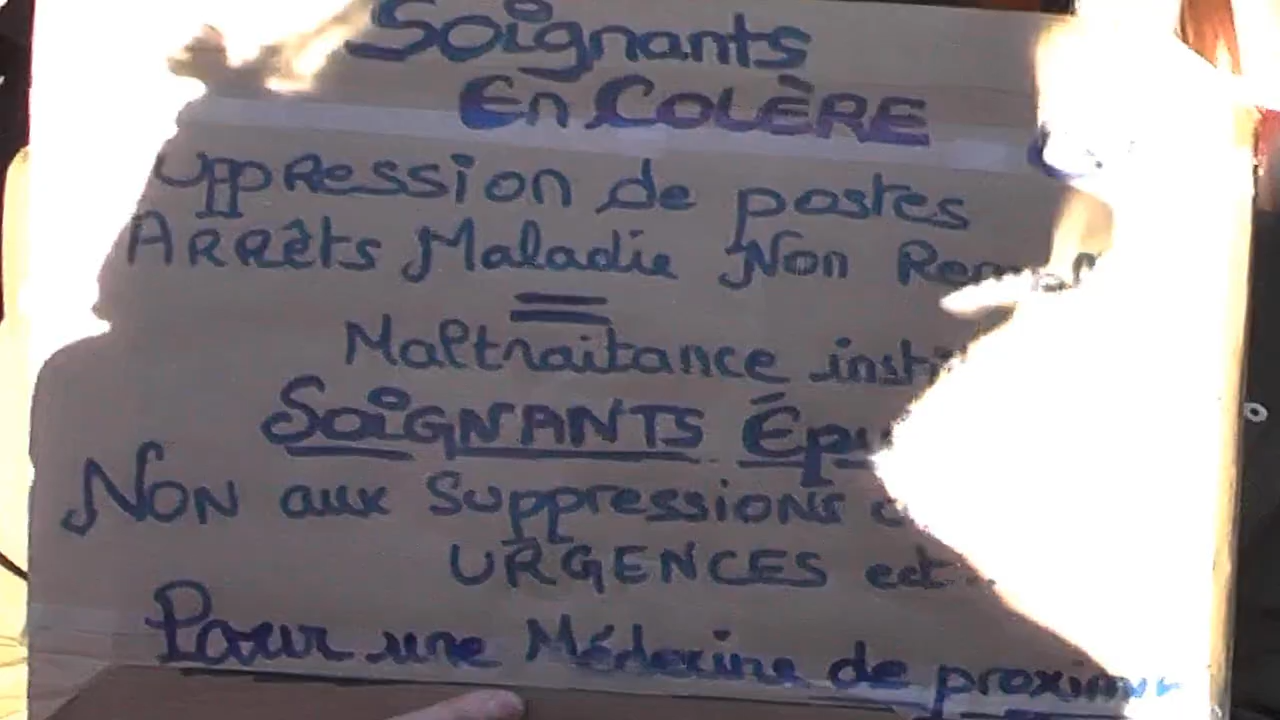 Soignants
En COLÈRE
uppRession de postes
ARRêts Maladie Non
=
Maltraitance
SOiGNANTS
NON aux Suppressions
URGENCES ect
Pour une Médecine de